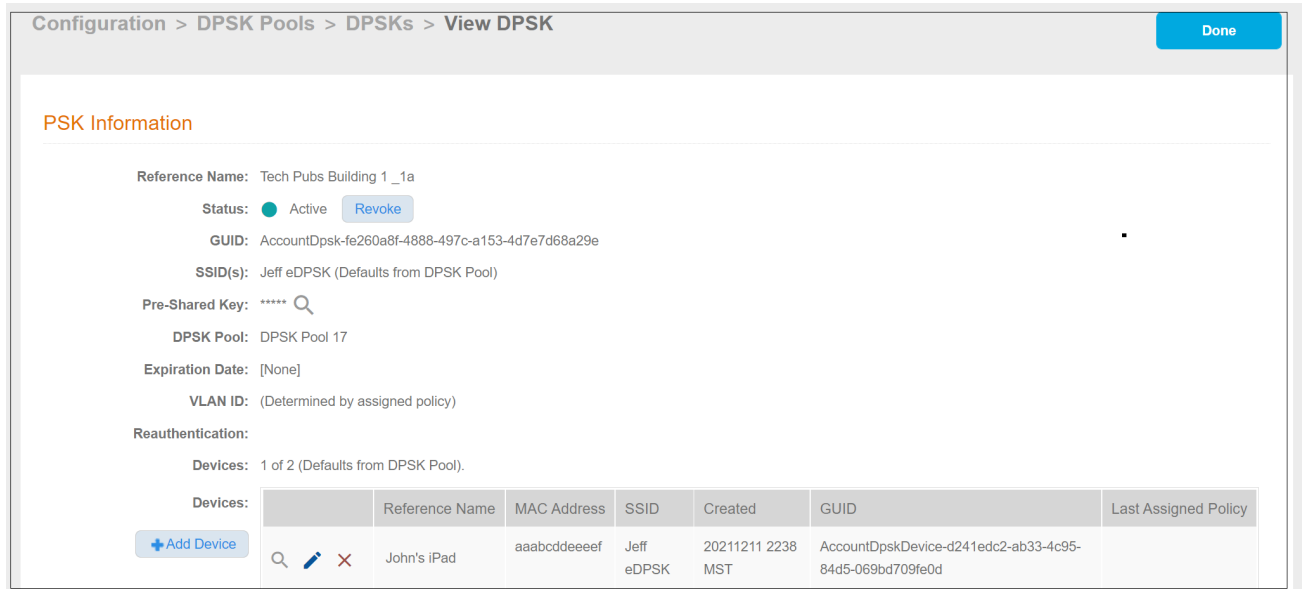 Configuration > DPSK Pools > DPSKs > View DPSK
Done
PSK Information
Reference Name: Tech Pubs Building 1 _1a
Status: Active Revoke
GUID: AccountDpsk-fe260a8f-4888-497c-a153-4d7e7d68a29e
SSID(s): Jeff eDPSK (Defaults from DPSK Pool)
Pre-Shared Key: *****
DPSK Pool: DPSK Pool 17
Expiration Date: [None]
VLAN ID: (Determined by assigned policy)
Reauthentication:
Devices: 1 of 2 (Defaults from DPSK Pool).
Devices:
Add Device
Reference Name MAC Address SSID Created GUID Last Assigned Policy
John's iPad aaabcddeeeef Jeff 20211211 2238 AccountDpskDevice-d241edc2-ab33-4c95-
eDPSK MST 84d5-069bd709fe0d